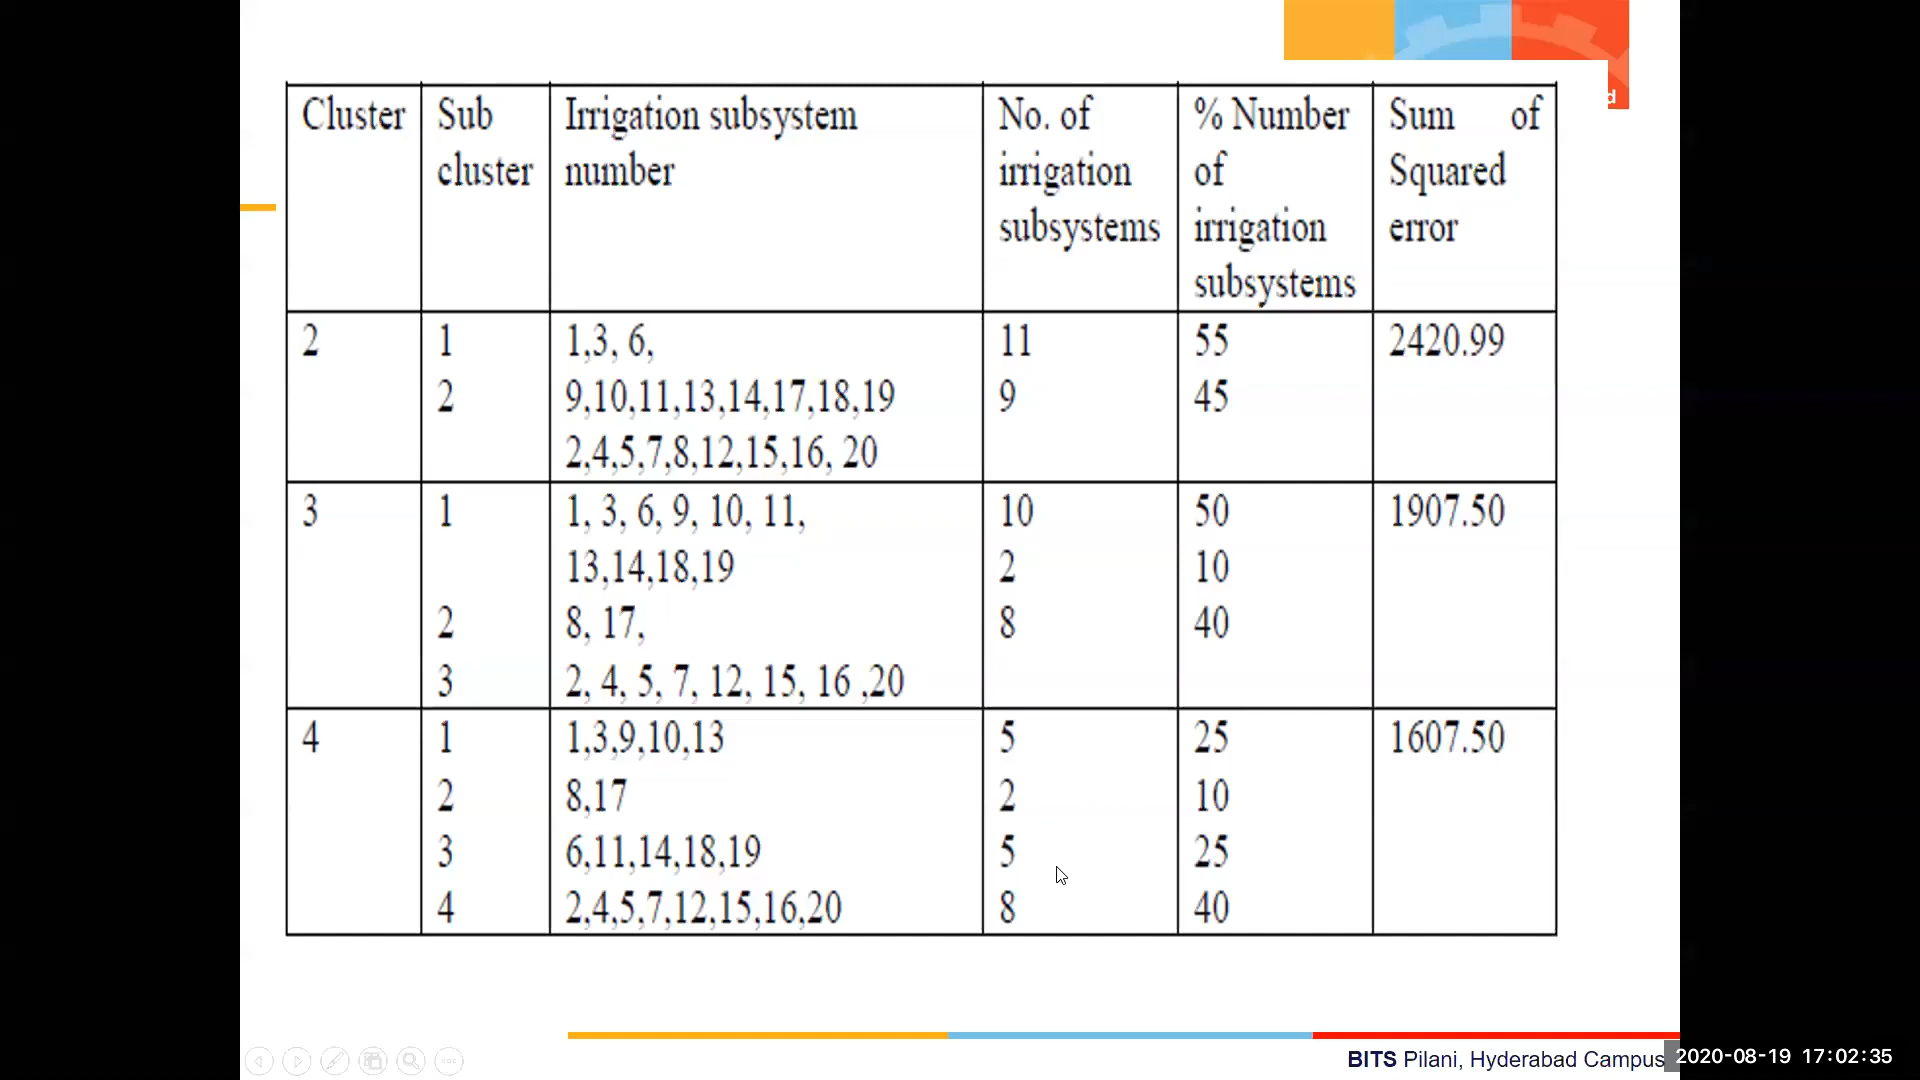 Cluster Sub cluster Irrigation subsystem number No. of irrigation subsystems % Number of irrigation subsystems Sum of Squared error
2 1 1,3, 6, 11 55 2420.99
2 9,10,11,13,14,17,18,19 9 45
2,4,5,7,8,12,15,16, 20
3 1 1, 3, 6, 9, 10, 11, 10 50 1907.50
13,14,18,19 2 10
2 8, 17, 8 40
3 2, 4, 5, 7, 12, 15, 16 ,20
4 1 1,3,9,10,13 5 25 1607.50
2 8,17 2 10
3 6,11,14,18,19 5 25
4 2,4,5,7,12,15,16,20 8 40
d
BITS Pilani, Hyderabad Campus
2020-08-19 17:02:35